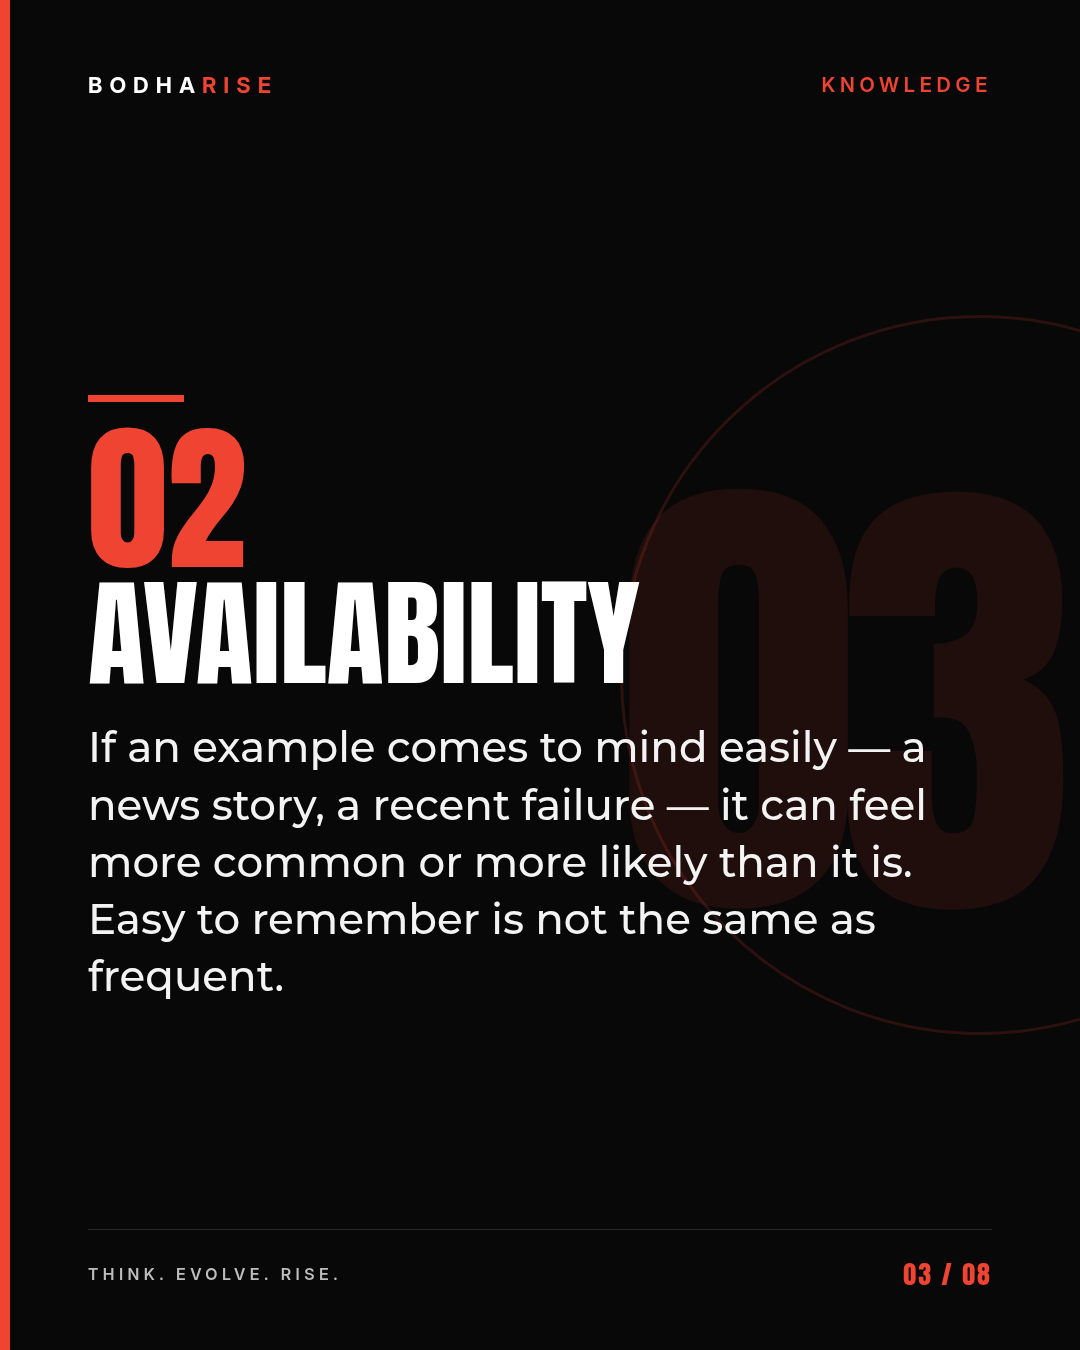 BODHARISE
KNOWLEDGE
02
AVAILABILITY
03
If an example comes to mind easily — a
news story, a recent failure — it can feel
more common or more likely than it is.
Easy to remember is not the same as
frequent.
THINK. EVOLVE. RISE.
03 / 08